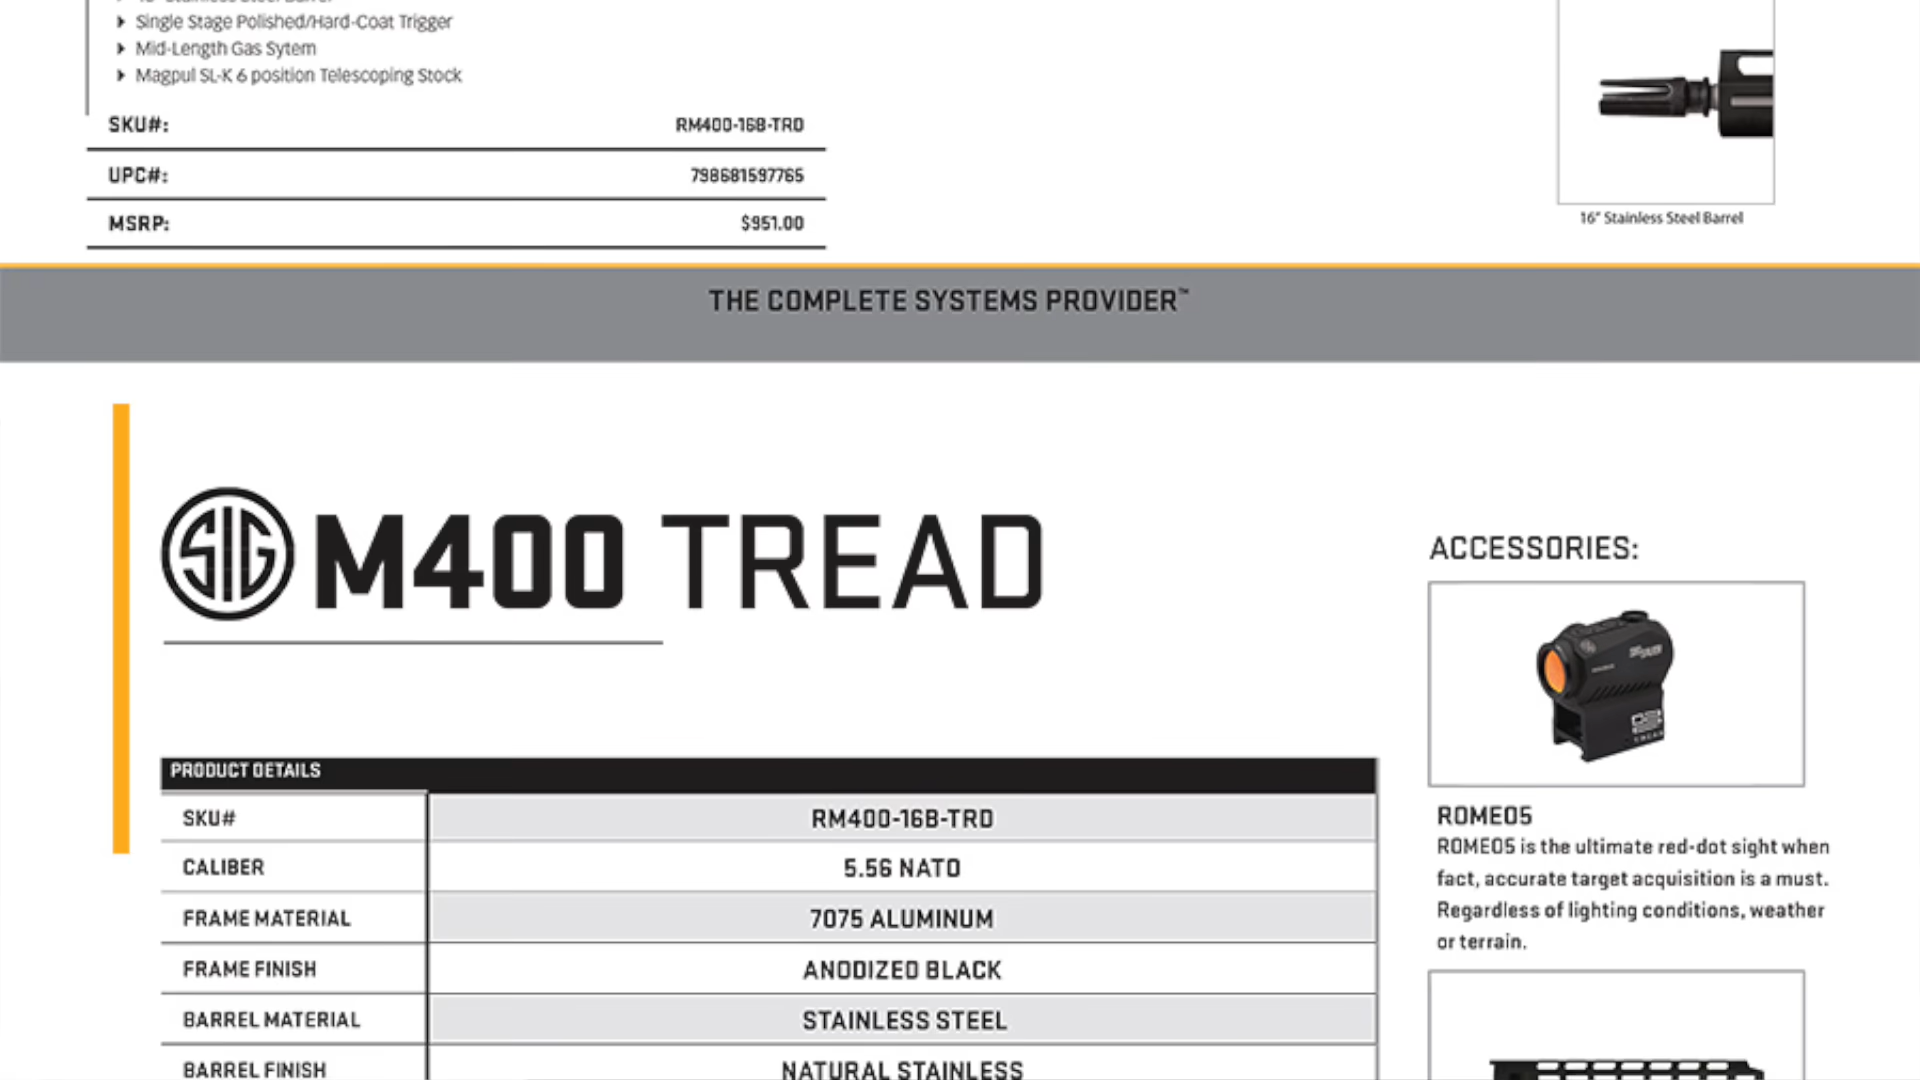 16" Stainless Steel Barrel
Single Stage Polished/Hard-Coat Trigger
Mid-Length Gas Sytem
Magpul SL-K 6 position Telescoping Stock
SKU#: RM400-16B-TRD
UPC#: 798681597765
MSRP: $951.00
16" Stainless Steel Barrel
THE COMPLETE SYSTEMS PROVIDER™
SIG M400 TREAD
PRODUCT DETAILS
SKU# RM400-16B-TRD
CALIBER 5.56 NATO
FRAME MATERIAL 7075 ALUMINUM
FRAME FINISH ANODIZED BLACK
BARREL MATERIAL STAINLESS STEEL
BARREL FINISH NATURAL STAINLESS
ACCESSORIES:
ROMEO5
ROMEO5 is the ultimate red-dot sight when
fact, accurate target acquisition is a must.
Regardless of lighting conditions, weather
or terrain.